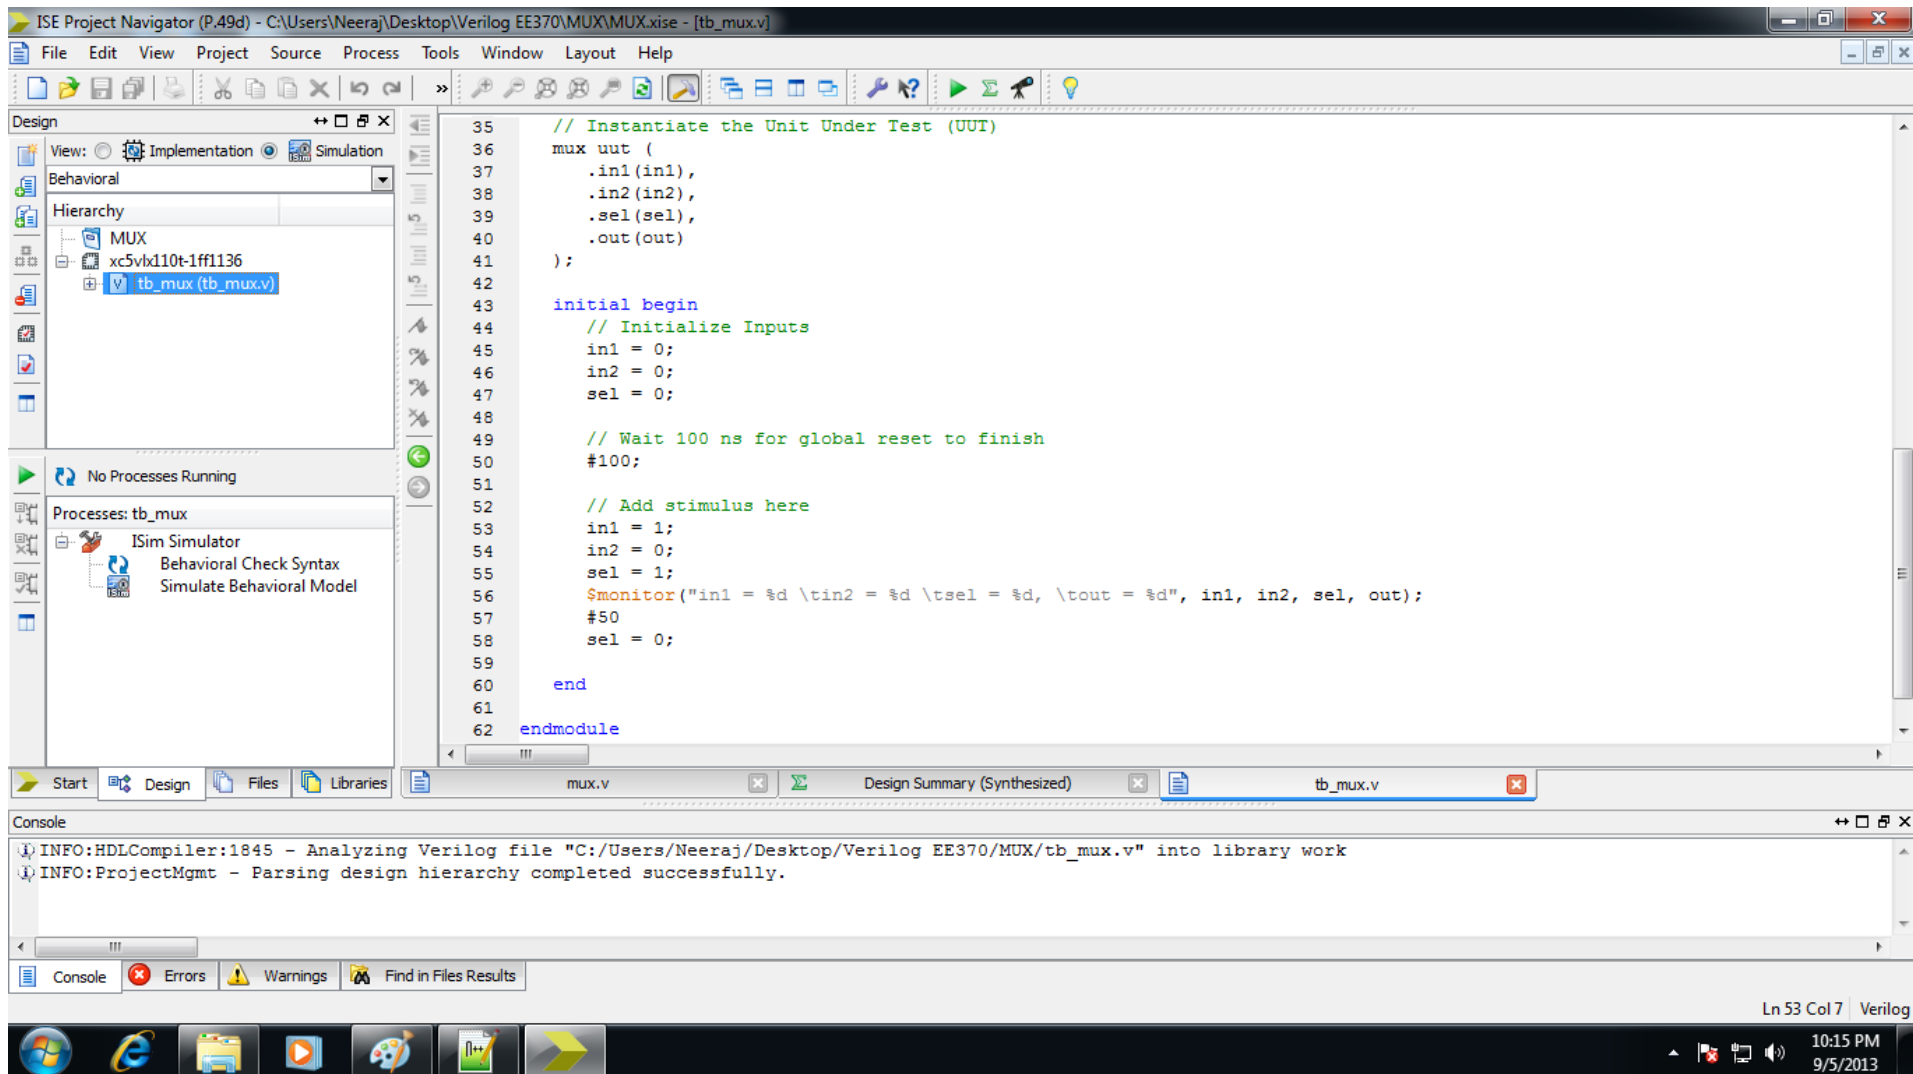 ISE Project Navigator (P.49d) - C:\Users\Neeraj\Desktop\Verilog EE370\MUX\MUX.xise - [tb_mux.v]
File Edit View Project Source Process Tools Window Layout Help
Design
View: Implementation Simulation
Behavioral
Hierarchy
MUX
xc5vlx110t-1ff1136
tb_mux (tb_mux.v)
No Processes Running
Processes: tb_mux
ISim Simulator
Behavioral Check Syntax
Simulate Behavioral Model
Start Design Files Libraries
35 // Instantiate the Unit Under Test (UUT)
36 mux uut (
37 .in1(in1),
38 .in2(in2),
39 .sel(sel),
40 .out(out)
41 );
42
43 initial begin
44 // Initialize Inputs
45 in1 = 0;
46 in2 = 0;
47 sel = 0;
48
49 // Wait 100 ns for global reset to finish
50 #100;
51
52 // Add stimulus here
53 in1 = 1;
54 in2 = 0;
55 sel = 1;
56 $monitor("in1 = %d \tin2 = %d \tsel = %d, \tout = %d", in1, in2, sel, out);
57 #50
58 sel = 0;
59
60 end
61
62 endmodule
mux.v Design Summary (Synthesized) tb_mux.v
Console
INFO:HDLCompiler:1845 - Analyzing Verilog file "C:/Users/Neeraj/Desktop/Verilog EE370/MUX/tb_mux.v" into library work
INFO:ProjectMgmt - Parsing design hierarchy completed successfully.
Console Errors Warnings Find in Files Results
Ln 53 Col 7 Verilog
10:15 PM
9/5/2013